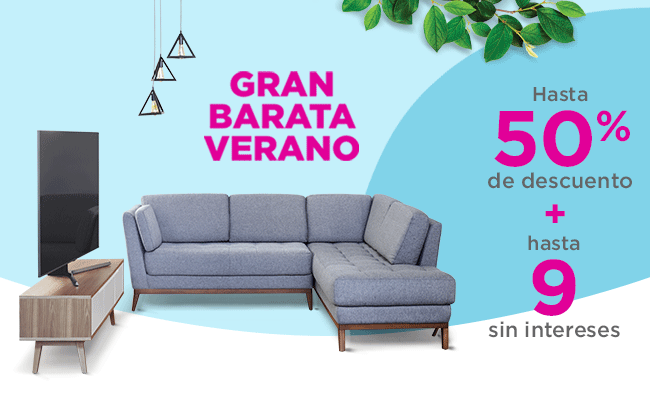 GRAN
BARATA
VERANO
Hasta
50%
de descuento
+
hasta
9
sin intereses